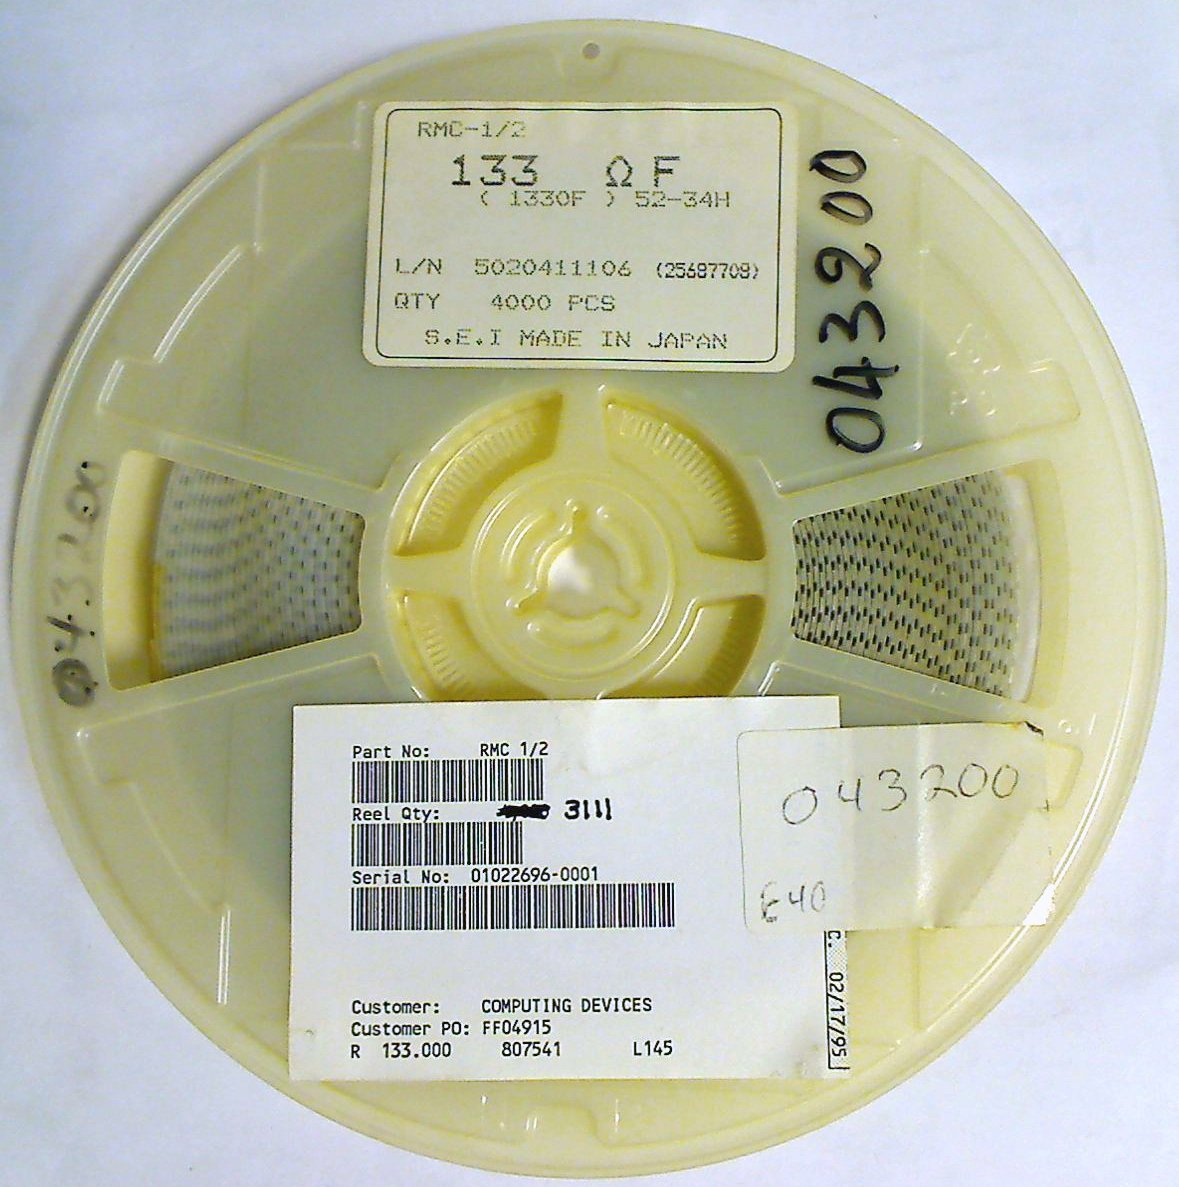 RMC-1/2
133 Ω F
( 1330F ) 52-34H
L/N 5020411106 (25687708)
QTY 4000 PCS
S.E.I MADE IN JAPAN
043200
043200
Part No: RMC 1/2
Reel Qty: 3111
Serial No: 01022696-0001
Customer: COMPUTING DEVICES
Customer PO: FF04915
R 133.000 807541 L145
043200
E40
C. 02/17/95